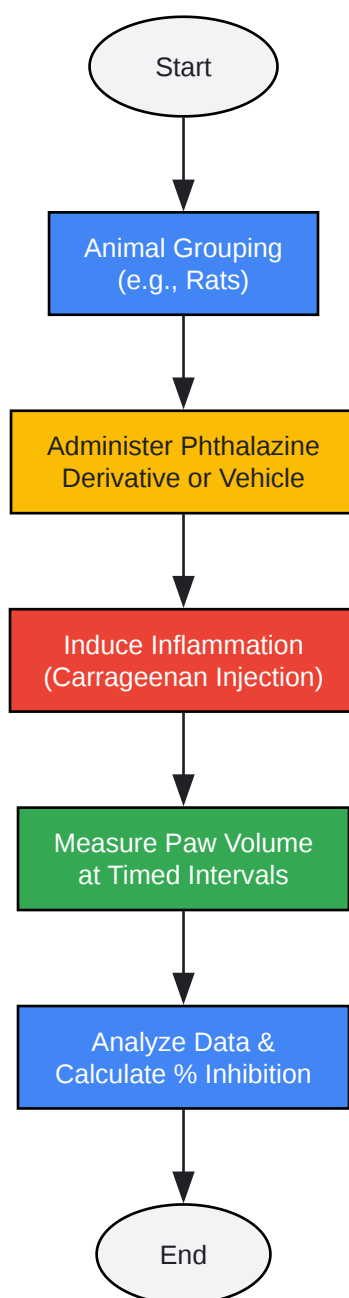 Start
Animal Grouping
(e.g., Rats)
Administer Phthalazine
Derivative or Vehicle
Induce Inflammation
(Carrageenan Injection)
Measure Paw Volume
at Timed Intervals
Analyze Data &
Calculate % Inhibition
End